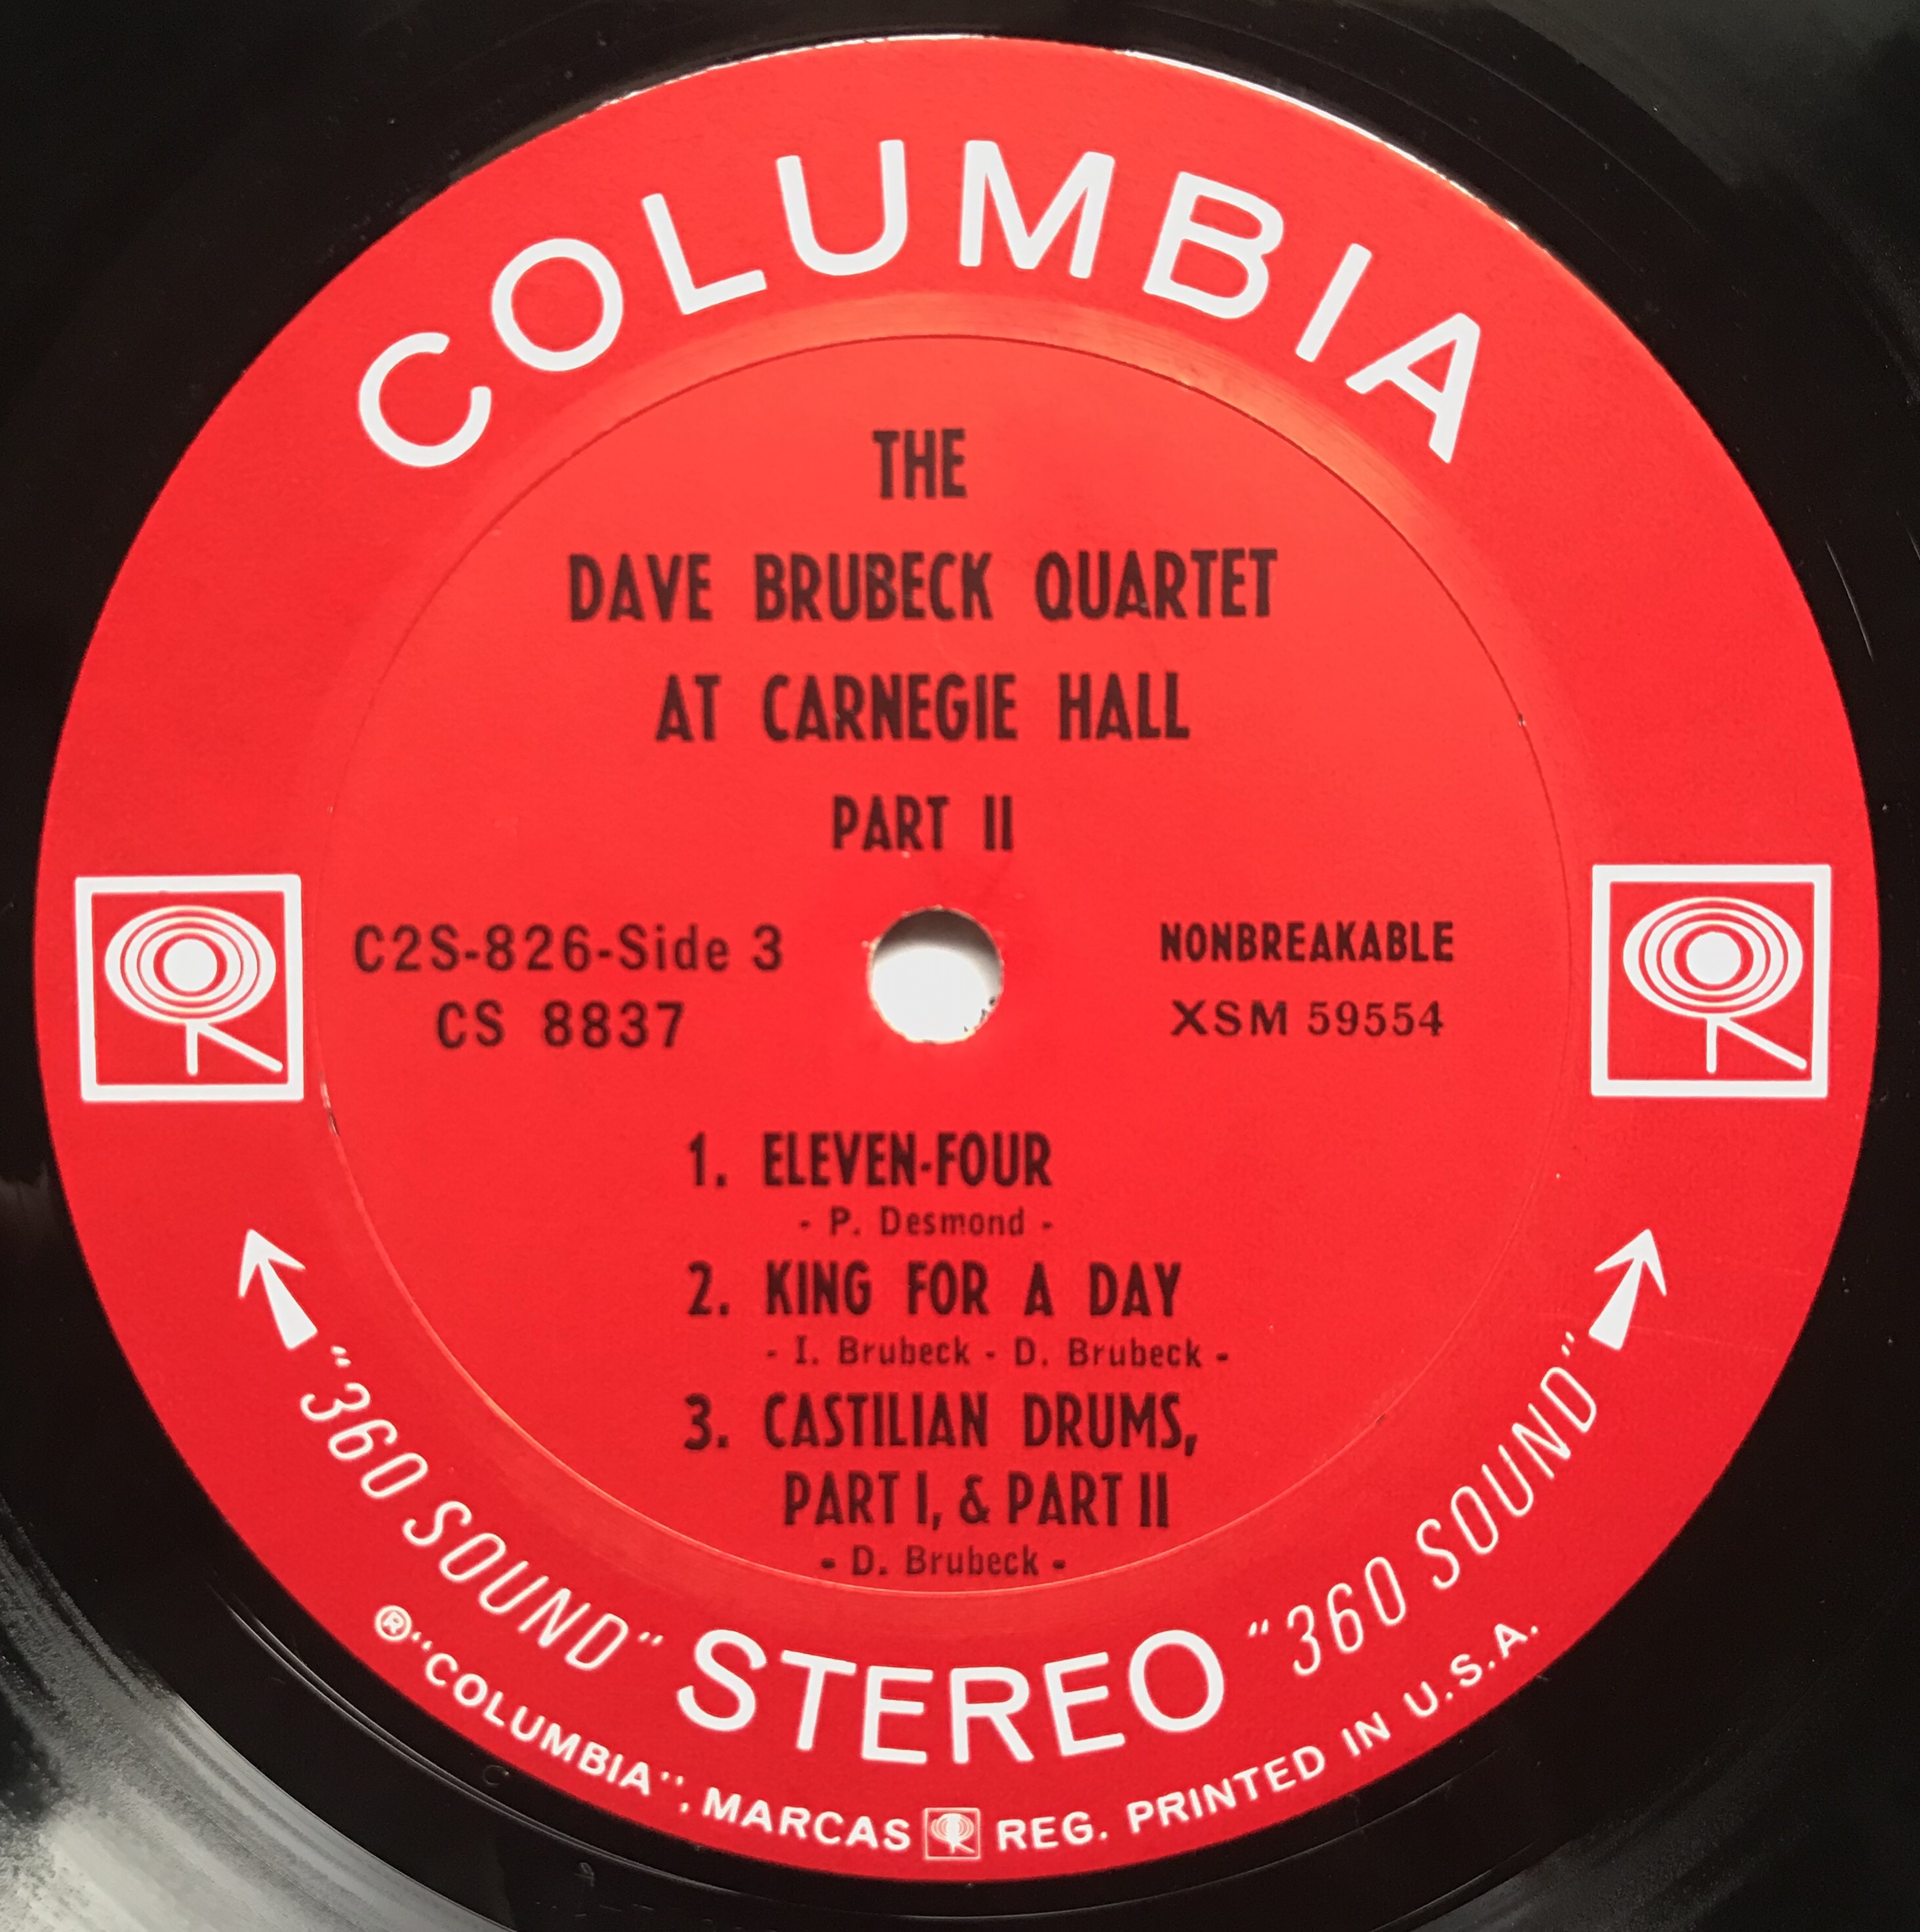 COLUMBIA
THE
DAVE BRUBECK QUARTET
AT CARNEGIE HALL
PART II
C2S-826-Side 3
CS 8837
NONBREAKABLE
XSM 59554
1. ELEVEN-FOUR
- P. Desmond -
2. KING FOR A DAY
- I. Brubeck - D. Brubeck -
3. CASTILIAN DRUMS,
PART I, & PART II
- D. Brubeck -
"360 SOUND" STEREO "360 SOUND"
® "COLUMBIA", MARCAS REG. PRINTED IN U.S.A.